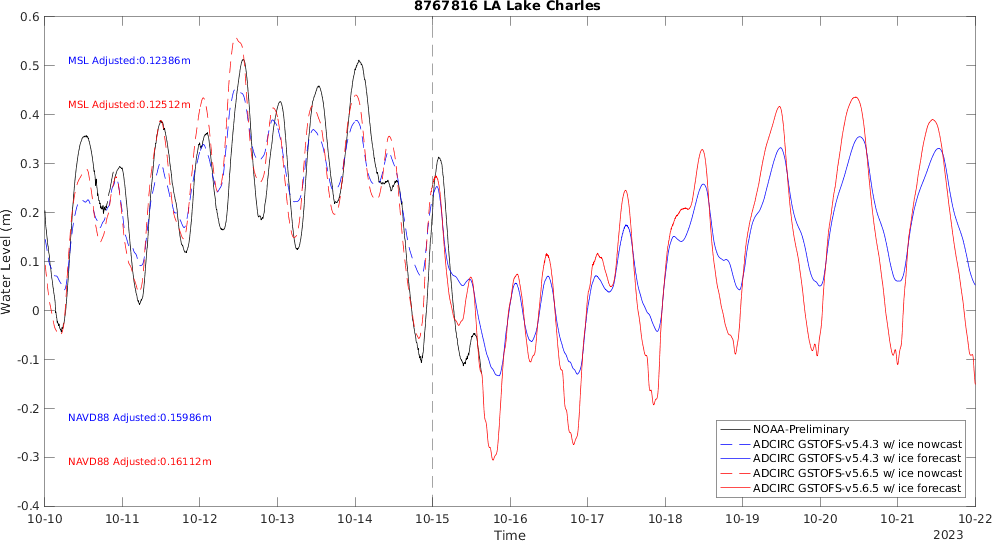 8767816 LA Lake Charles
0.6
0.5
0.4
0.3
0.2
0.1
0
-0.1
-0.2
-0.3
-0.4
Water Level (m)
MSL Adjusted:0.12386m
MSL Adjusted:0.12512m
NAVD88 Adjusted:0.15986m
NAVD88 Adjusted:0.16112m
NOAA-Preliminary
ADCIRC GSTOFS-v5.4.3 w/ ice nowcast
ADCIRC GSTOFS-v5.4.3 w/ ice forecast
ADCIRC GSTOFS-v5.6.5 w/ ice nowcast
ADCIRC GSTOFS-v5.6.5 w/ ice forecast
10-10 10-11 10-12 10-13 10-14 10-15 10-16 10-17 10-18 10-19 10-20 10-21 10-22
Time
2023